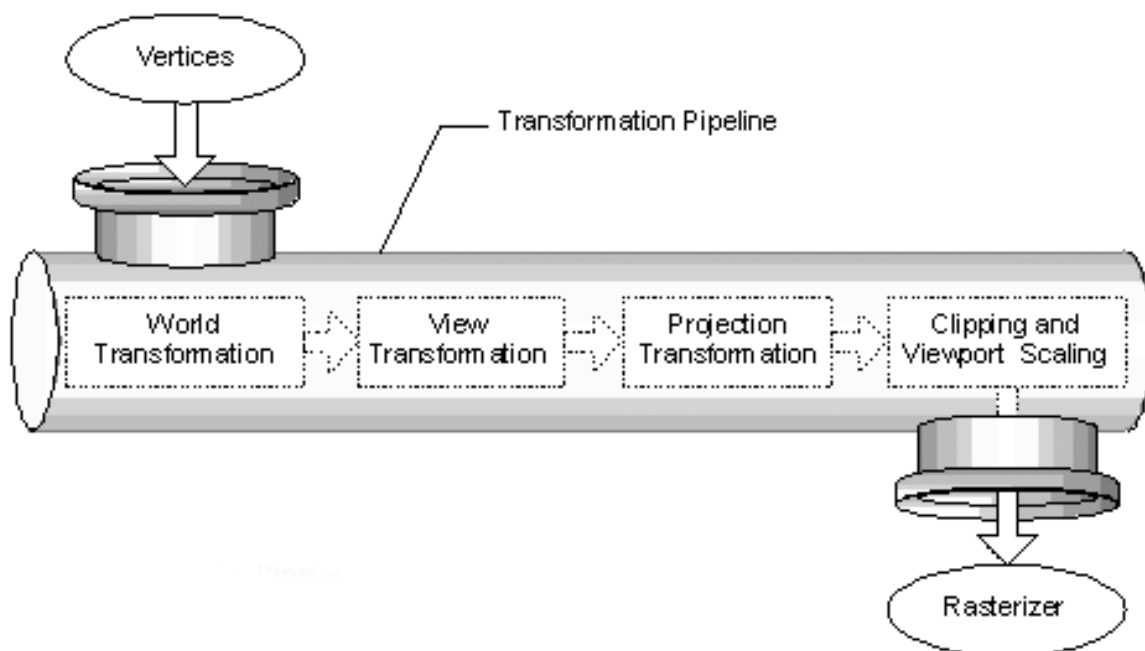 Vertices
Transformation Pipeline
World
Transformation
View
Transformation
Projection
Transformation
Clipping and
Viewport Scaling
Rasterizer